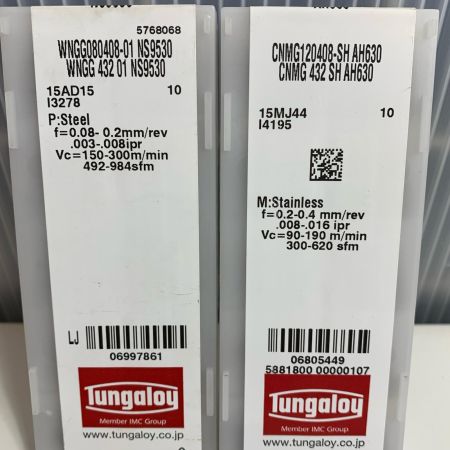 5768068
WNGG080408-01 NS9530
WNGG 432 01 NS9530
15AD15 10
I3278
P:Steel
f=0.08- 0.2mm/rev
.003-.008ipr
Vc=150-300m/min
492-984sfm
LJ
06997861
Tungaloy
Member IMC Group
www.tungaloy.co.jp
CNMG120408-SH AH630
CNMG 432 SH AH630
15MJ44 10
I4195
M:Stainless
f=0.2-0.4 mm/rev
.008-.016 ipr
Vc=90-190 m/min
300-620 sfm
06805449
5881800 00000107
Tungaloy
Member IMC Group
www.tungaloy.co.jp